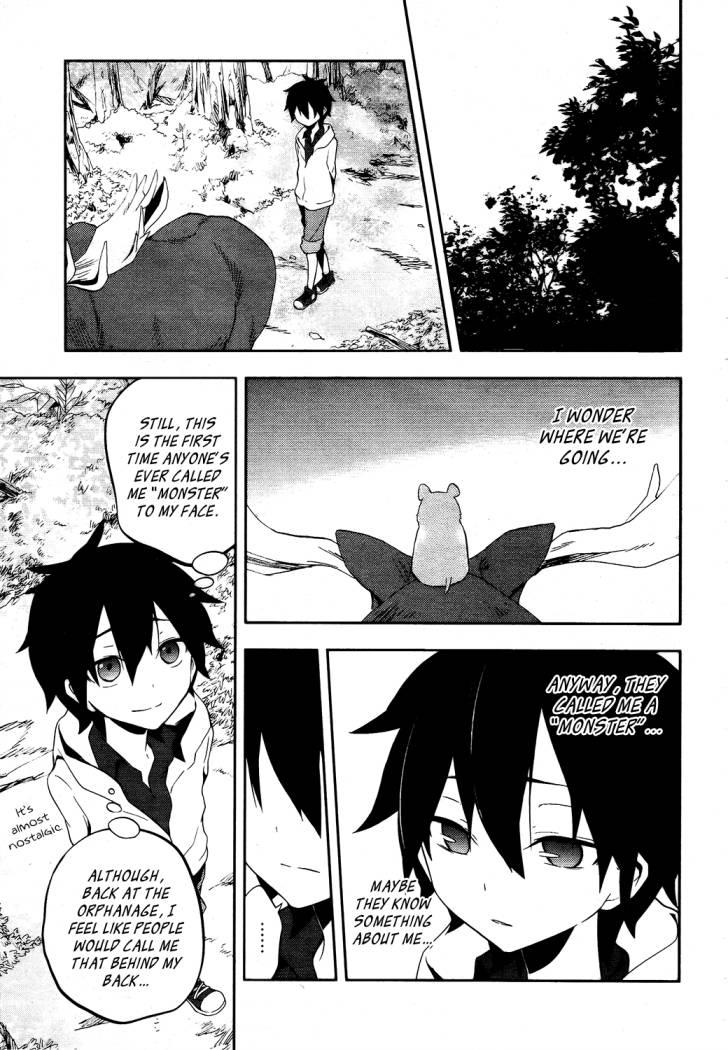 I WONDER
WHERE WE'RE
GOING...
ANYWAY, THEY
CALLED ME A
"MONSTER"...
MAYBE
THEY KNOW
SOMETHING
ABOUT ME...
......
STILL, THIS
IS THE FIRST
TIME ANYONE'S
EVER CALLED
ME "MONSTER"
TO MY FACE.
It's
almost
nostalgic.
ALTHOUGH,
BACK AT THE
ORPHANAGE, I
FEEL LIKE PEOPLE
WOULD CALL ME
THAT BEHIND MY
BACK...